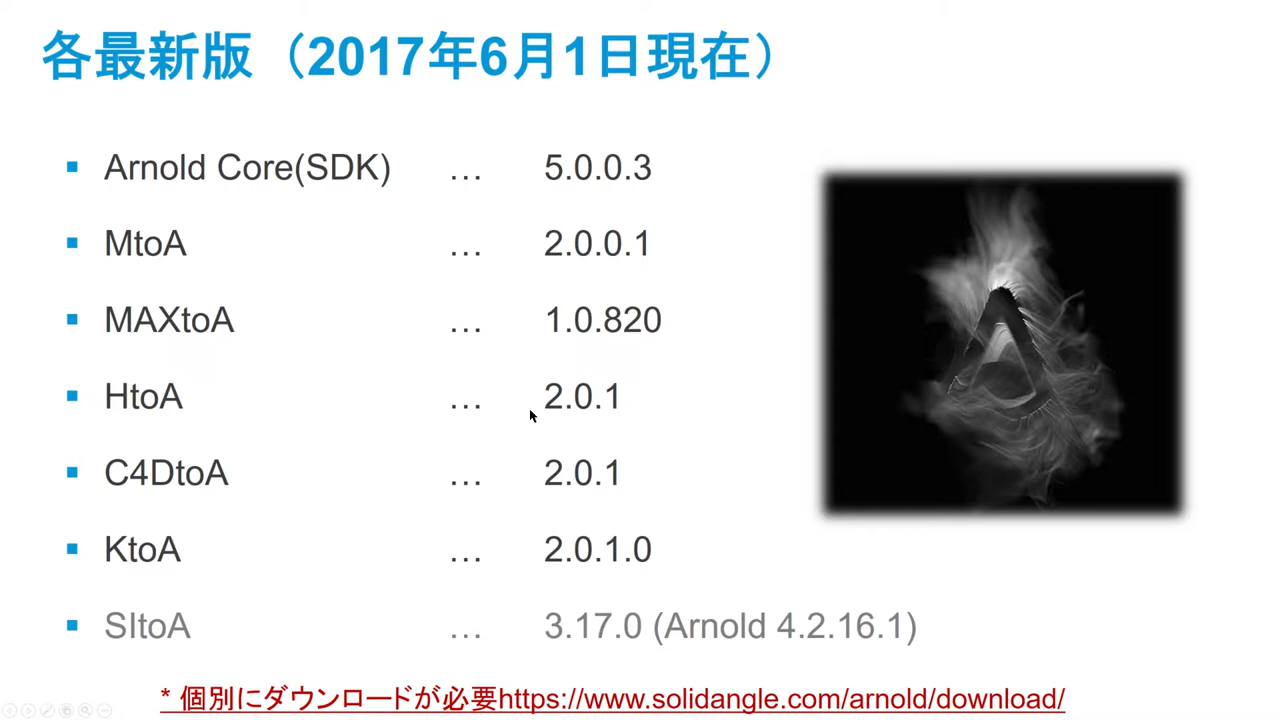 各最新版（2017年6月1日現在）
Arnold Core(SDK) … 5.0.0.3
MtoA … 2.0.0.1
MAXtoA … 1.0.820
HtoA … 2.0.1
C4DtoA … 2.0.1
KtoA … 2.0.1.0
SItoA … 3.17.0 (Arnold 4.2.16.1)
* 個別にダウンロードが必要https://www.solidangle.com/arnold/download/